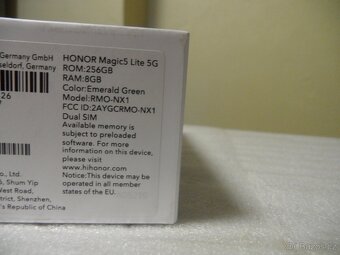 Germany GmbH
seldorf, Germany
26
7
HONOR Magic5 Lite 5G
ROM:256GB
RAM:8GB
Color:Emerald Green
Model:RMO-NX1
FCC ID:2AYGCRMO-NX1
Dual SIM
Available memory is
subject to preloaded
software.
For more information
on this device, please
visit
www.hihonor.com
Notice:This device may be
operated in all member
states of the EU.
o., Ltd.
6, Shum Yip
West Road,
District, Shenzhen,
's Republic of China